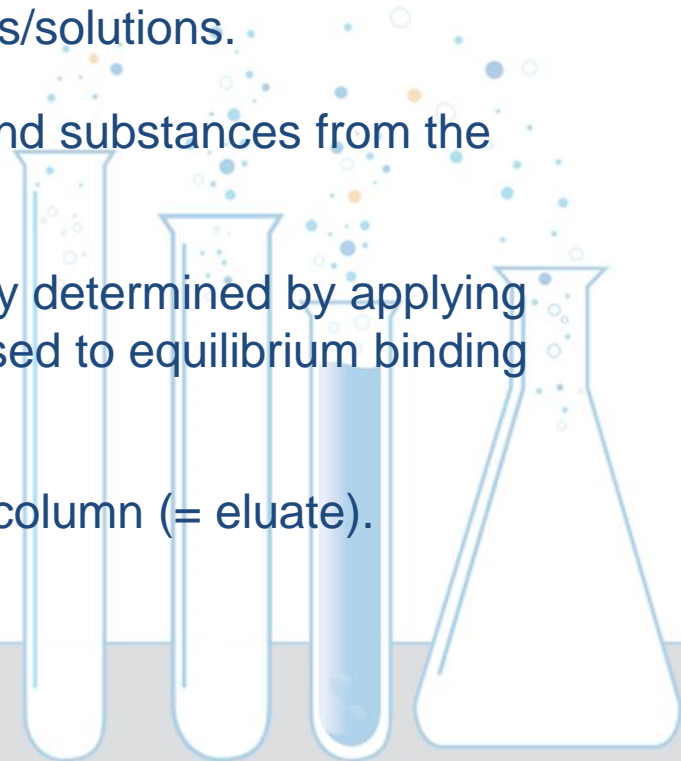 s/solutions.
nd substances from the
y determined by applying
sed to equilibrium binding
column (= eluate).